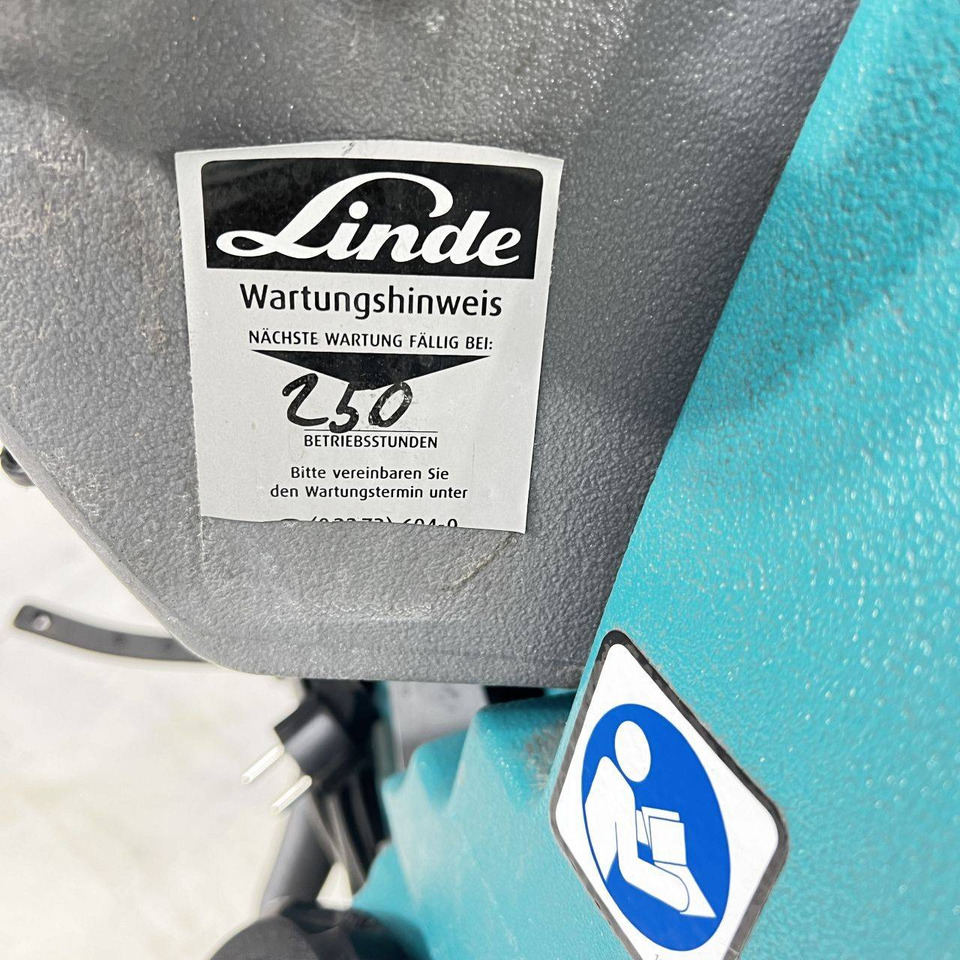 Linde
Wartungshinweis
NÄCHSTE WARTUNG FÄLLIG BEI:
250
BETRIEBSSTUNDEN
Bitte vereinbaren Sie
den Wartungstermin unter